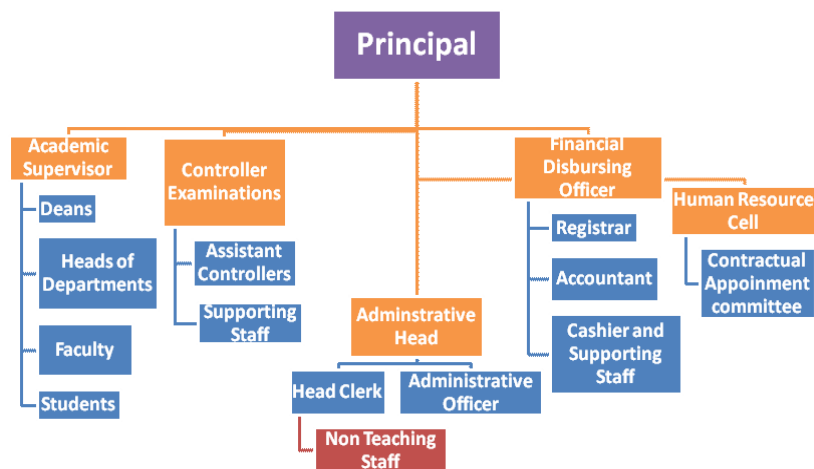 Principal
Academic
Supervisor
Deans
Heads of
Departments
Faculty
Students
Controller
Examinations
Assistant
Controllers
Supporting
Staff
Adminstrative
Head
Head Clerk
Non Teaching
Staff
Administrative
Officer
Financial
Disbursing
Officer
Registrar
Accountant
Cashier and
Supporting
Staff
Human Resource
Cell
Contractual
Appoinment
committee